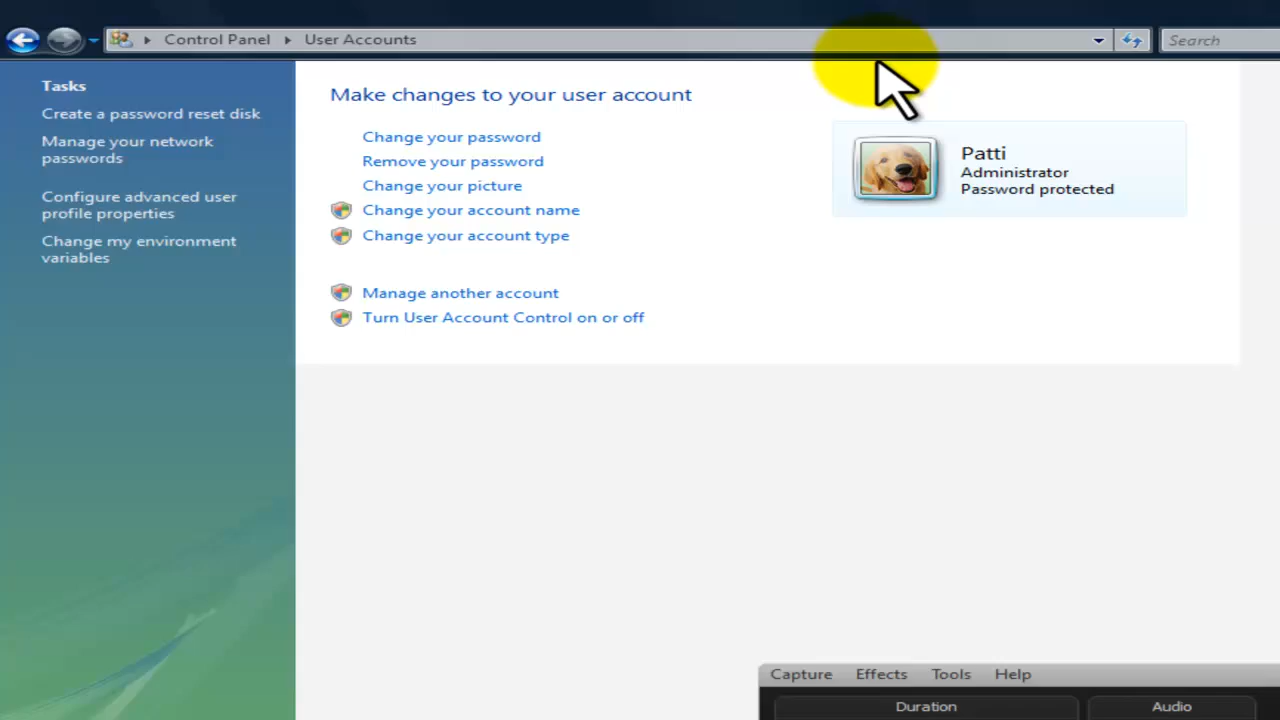 Control Panel User Accounts
Search
Tasks
Create a password reset disk
Manage your network
passwords
Configure advanced user
profile properties
Change my environment
variables
Make changes to your user account
Change your password
Remove your password
Change your picture
Change your account name
Change your account type
Manage another account
Turn User Account Control on or off
Patti
Administrator
Password protected
Capture Effects Tools Help
Duration Audio